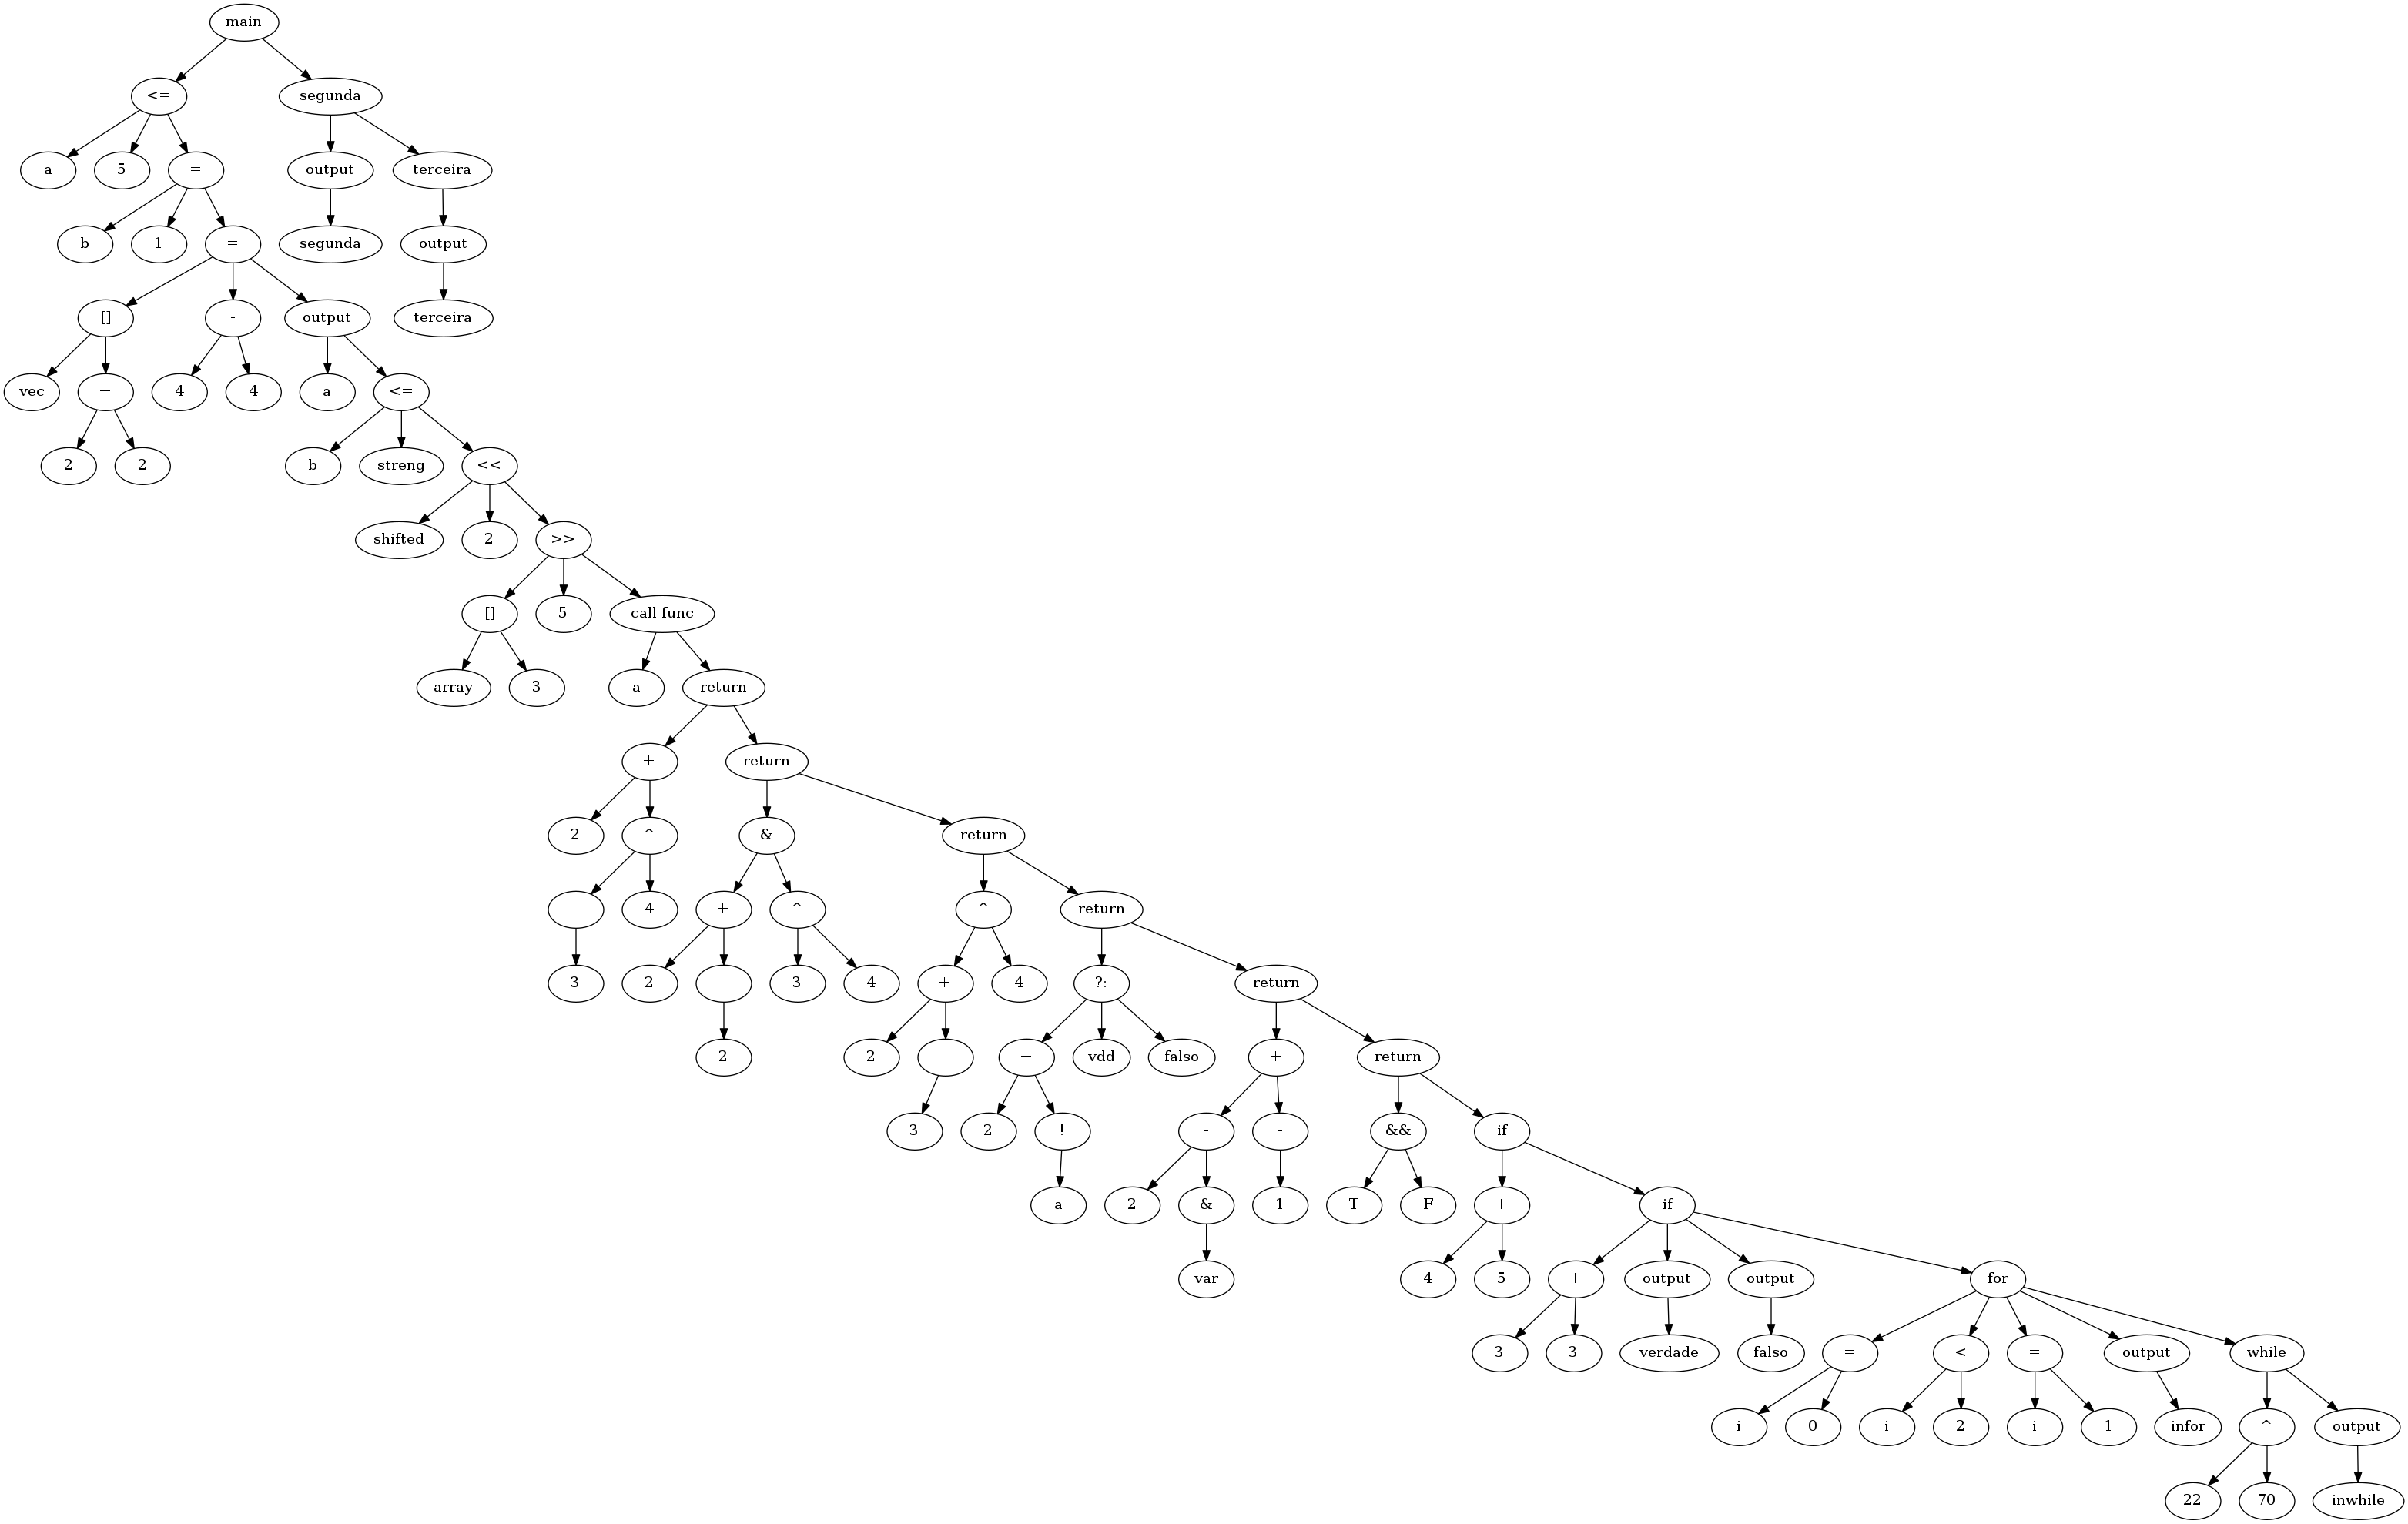 main
<= segunda
a 5 = output terceira
b 1 = segunda output
[] - output terceira
vec + 4 4 a <=
2 2 b streng <<
shifted 2 >>
[] 5 call func
array 3 a return
+ return
2 ^ & return
- 4 + ^ ^ return
3 2 - 3 4 + 4 ?: return
2 2 - + vdd falso + return
3 2 ! - - && if
a 2 & 1 T F + if
var 4 5 + output output for
3 3 verdade falso = < = output while
i 0 i 2 i 1 infor ^ output
22 70 inwhile